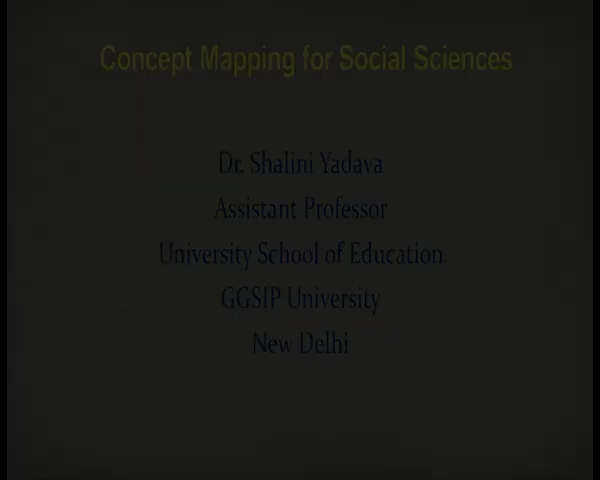 Concept Mapping for Social Sciences
Dr. Shalini Yadava
Assistant Professor
University School of Education
GGSIP University
New Delhi